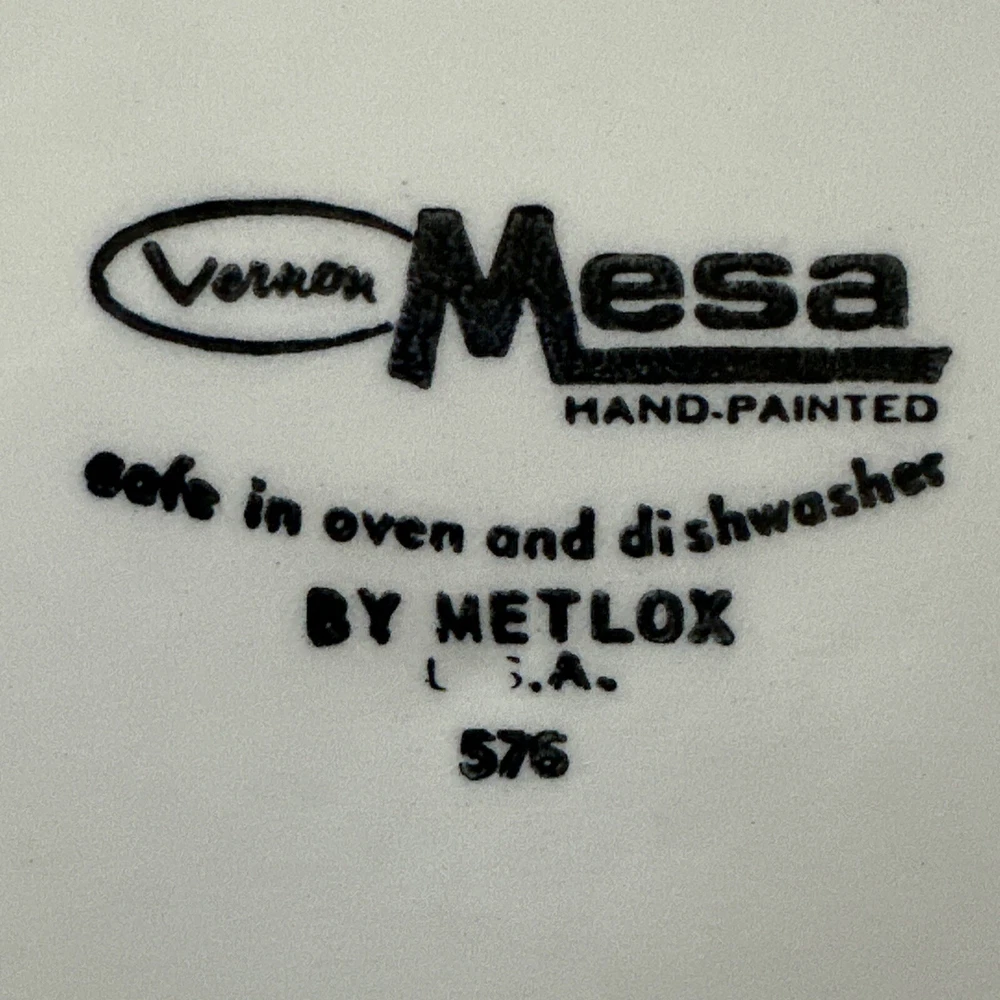 Vernon Mesa
HAND-PAINTED
safe in oven and dishwasher
BY METLOX
U.S.A.
576